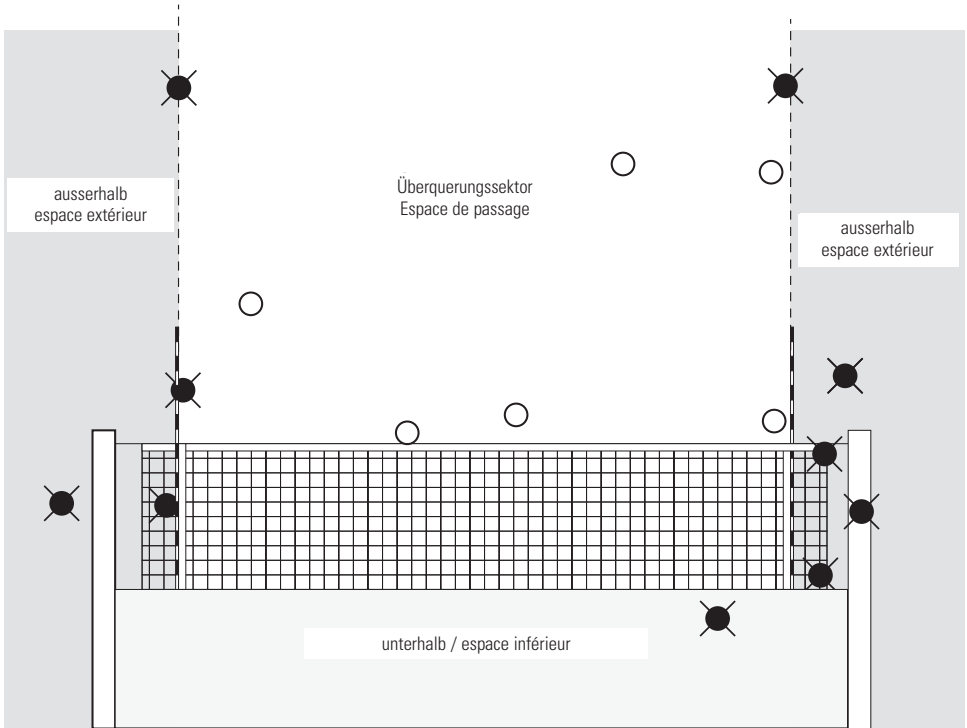 ausserhalb
espace extérieur
Überquerungssektor
Espace de passage
ausserhalb
espace extérieur
unterhalb / espace inférieur